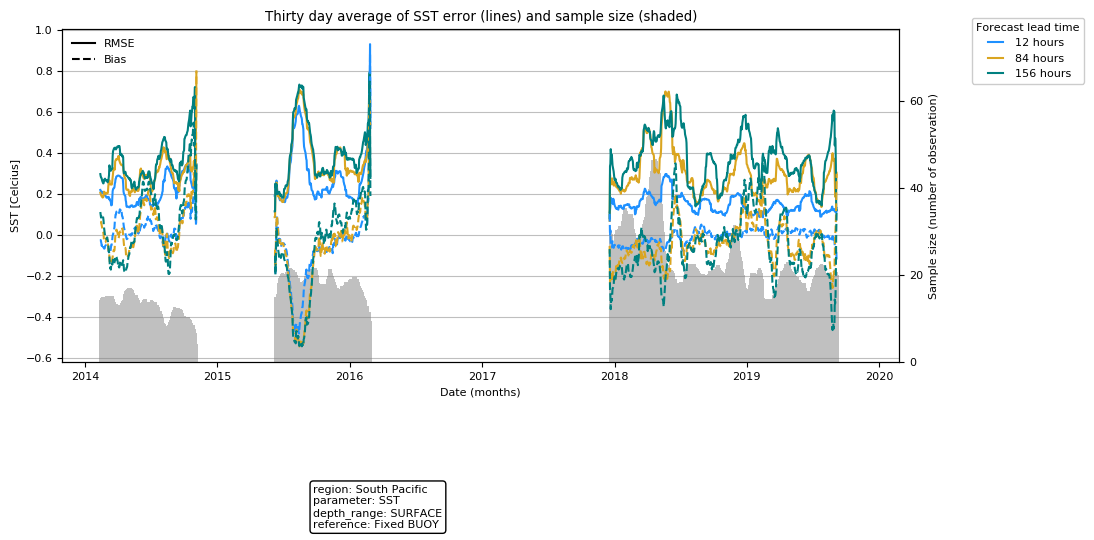 Thirty day average of SST error (lines) and sample size (shaded)
RMSE
Bias
Forecast lead time
12 hours
84 hours
156 hours
SST [Celcius]
1.0
0.8
0.6
0.4
0.2
0.0
−0.2
−0.4
−0.6
Sample size (number of observation)
60
40
20
0
2014
2015
2016
2017
2018
2019
2020
Date (months)
region: South Pacific
parameter: SST
depth_range: SURFACE
reference: Fixed BUOY